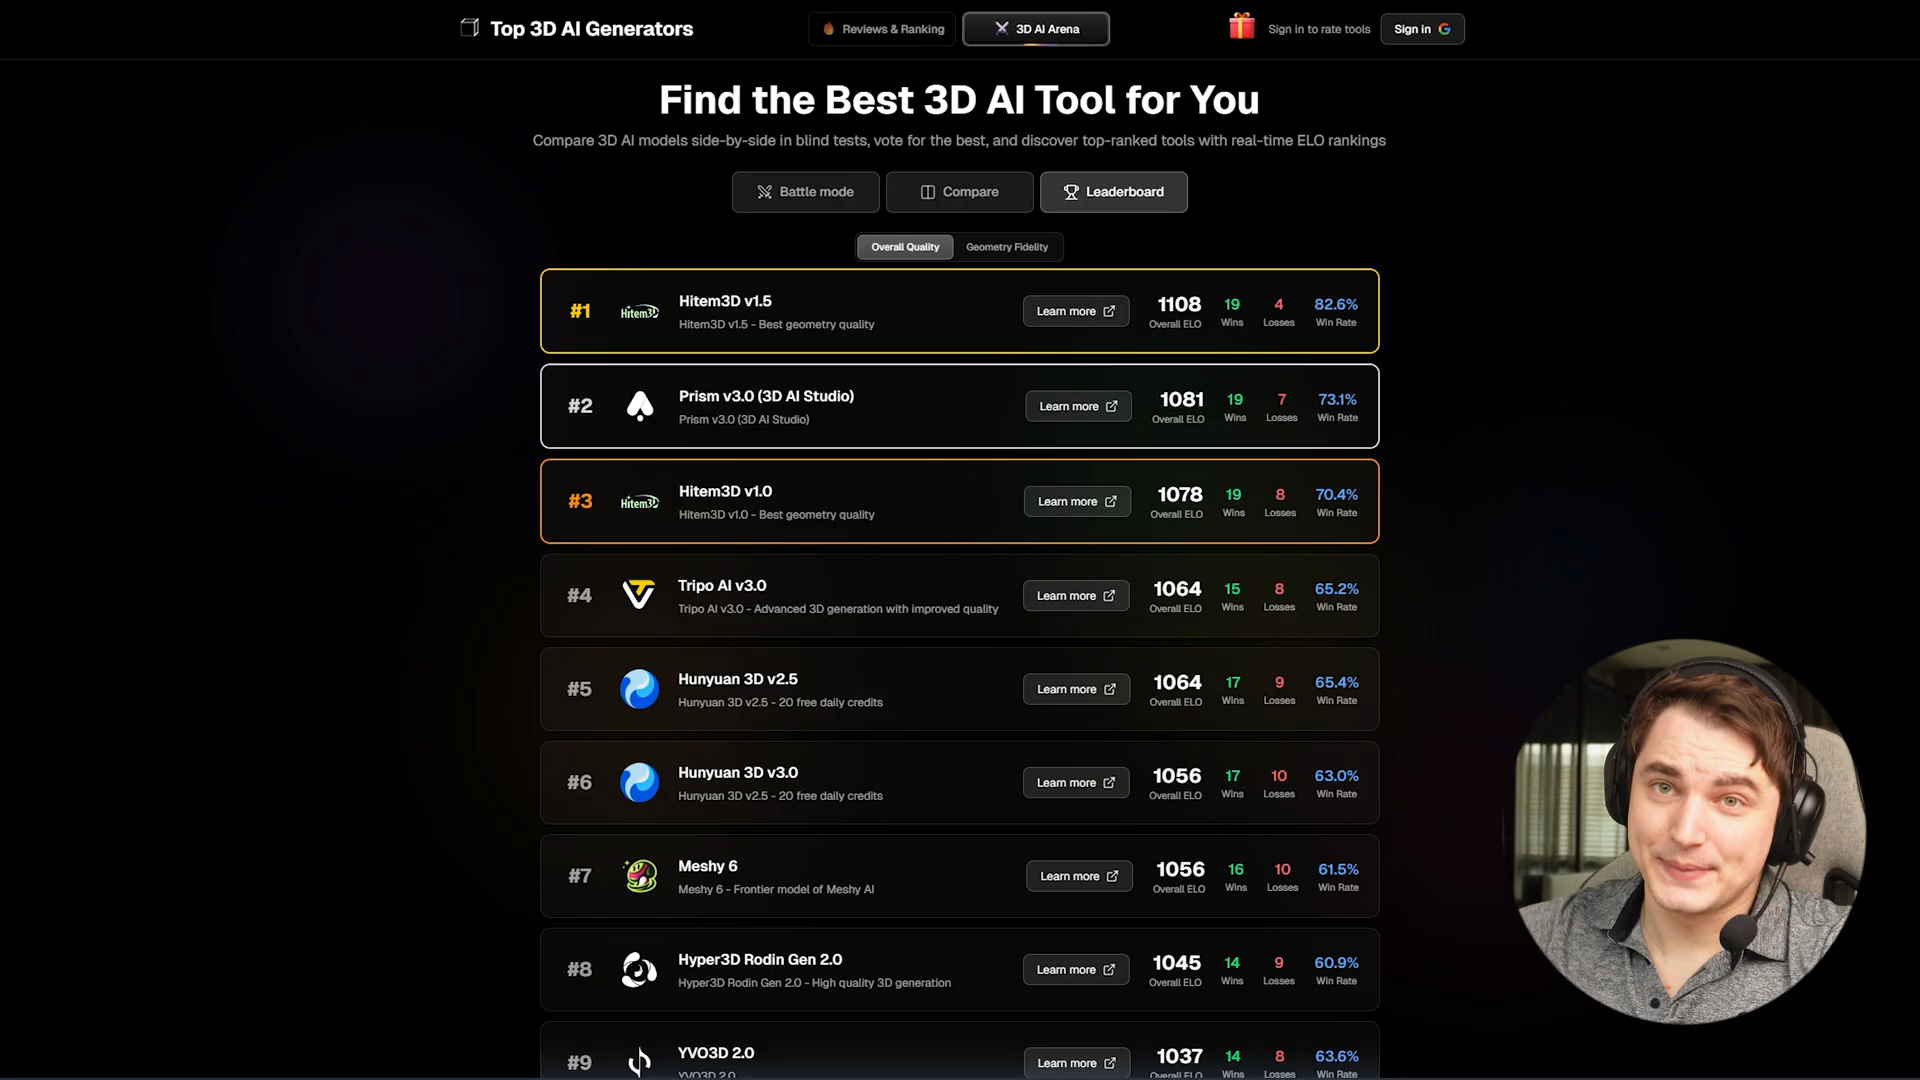 Top 3D AI Generators
Reviews & Ranking
3D AI Arena
Sign in to rate tools
Sign in
Find the Best 3D AI Tool for You
Compare 3D AI models side-by-side in blind tests, vote for the best, and discover top-ranked tools with real-time ELO rankings
Battle mode
Compare
Leaderboard
Overall Quality
Geometry Fidelity
#1 Hitem3D Hitem3D v1.5 Learn more 1108 19 4 82.6%
Hitem3D v1.5 - Best geometry quality Overall ELO Wins Losses Win Rate
#2 Prism v3.0 (3D AI Studio) Learn more 1081 19 7 73.1%
Prism v3.0 (3D AI Studio) Overall ELO Wins Losses Win Rate
#3 Hitem3D Hitem3D v1.0 Learn more 1078 19 8 70.4%
Hitem3D v1.0 - Best geometry quality Overall ELO Wins Losses Win Rate
#4 Tripo AI v3.0 Learn more 1064 15 8 65.2%
Tripo AI v3.0 - Advanced 3D generation with improved quality Overall ELO Wins Losses Win Rate
#5 Hunyuan 3D v2.5 Learn more 1064 17 9 65.4%
Hunyuan 3D v2.5 - 20 free daily credits Overall ELO Wins Losses Win Rate
#6 Hunyuan 3D v3.0 Learn more 1056 17 10 63.0%
Hunyuan 3D v2.5 - 20 free daily credits Overall ELO Wins Losses Win Rate
#7 Meshy 6 Learn more 1056 16 10 61.5%
Meshy 6 - Frontier model of Meshy AI Overall ELO Wins Losses Win Rate
#8 Hyper3D Rodin Gen 2.0 Learn more 1045 14 9 60.9%
Hyper3D Rodin Gen 2.0 - High quality 3D generation Overall ELO Wins Losses Win Rate
#9 YVO3D 2.0 Learn more 1037 14 8 63.6%
YVO3D 2.0 Overall ELO Wins Losses Win Rate